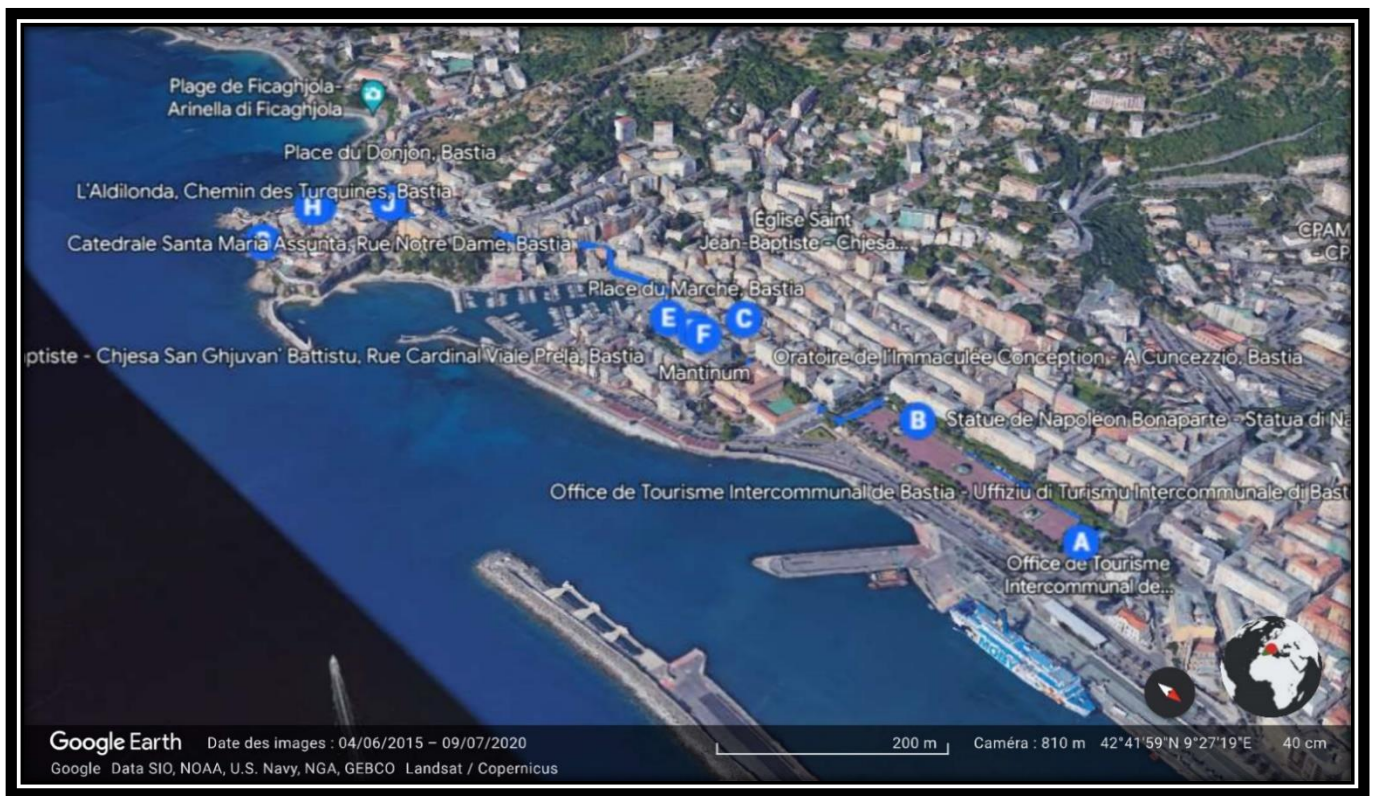 Plage de Ficaghjola-
Arinella di Ficaghjola
Place du Donjon, Bastia
L'Aldilonda, Chemin des Turquines, Bastia
H
J
Catedrale Santa Maria Assunta, Rue Notre Dame, Bastia
Église Saint
Jean-Baptiste - Chjesa...
CPAM
- CP
Place du Marché, Bastia
E
F
C
ptiste - Chjesa San Ghjuvan' Battistu, Rue Cardinal Viale Prelà, Bastia
Oratoire de l'Immaculée Conception - A Cuncezziò, Bastia
Mantinum
B
Statue de Napoléon Bonaparte - Statua di Na
Office de Tourisme Intercommunal de Bastia - Uffiziu di Turismu Intercommunale di Bast
A
Office de Tourisme
Intercommunal de...
MOBY
Google Earth
Date des images : 04/06/2015 – 09/07/2020
200 m
Caméra : 810 m
42°41'59"N 9°27'19"E
40 cm
Google Data SIO, NOAA, U.S. Navy, NGA, GEBCO Landsat / Copernicus